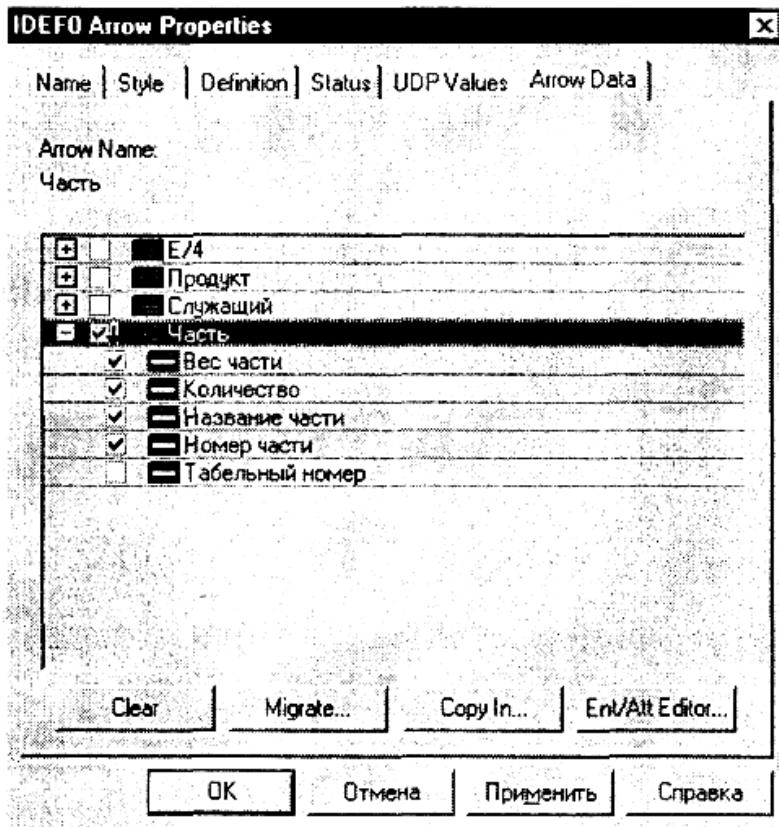 IDEF0 Arrow Properties
Name Style Definition Status UDP Values Arrow Data
Arrow Name:
Часть
E/4
Продукт
Служащий
Часть
Вес части
Количество
Название части
Номер части
Табельный номер
Clear Migrate... Copy In... Ent/Att Editor...
OK Отмена Применить Справка